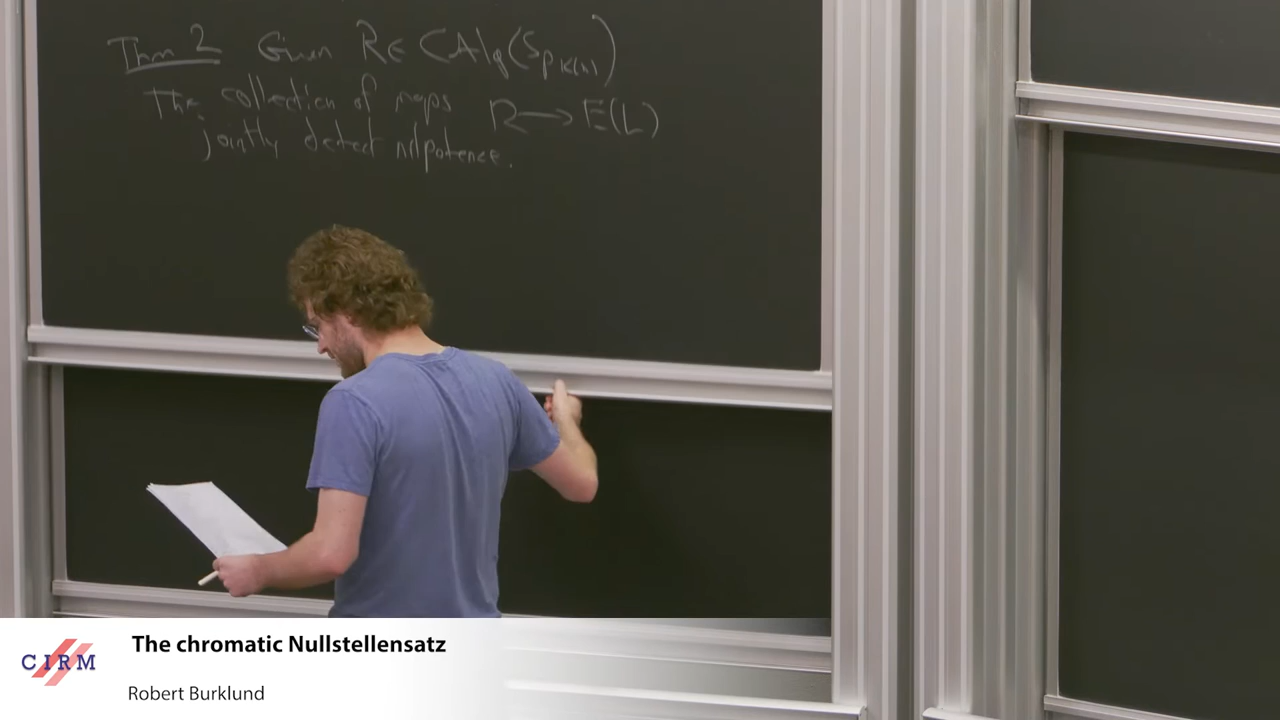 Thm 2 Given R ∈ CAlg(Sp_K(n))
The collection of maps R → E(L)
jointly detect nilpotence.
The chromatic Nullstellensatz
CIRM
Robert Burklund